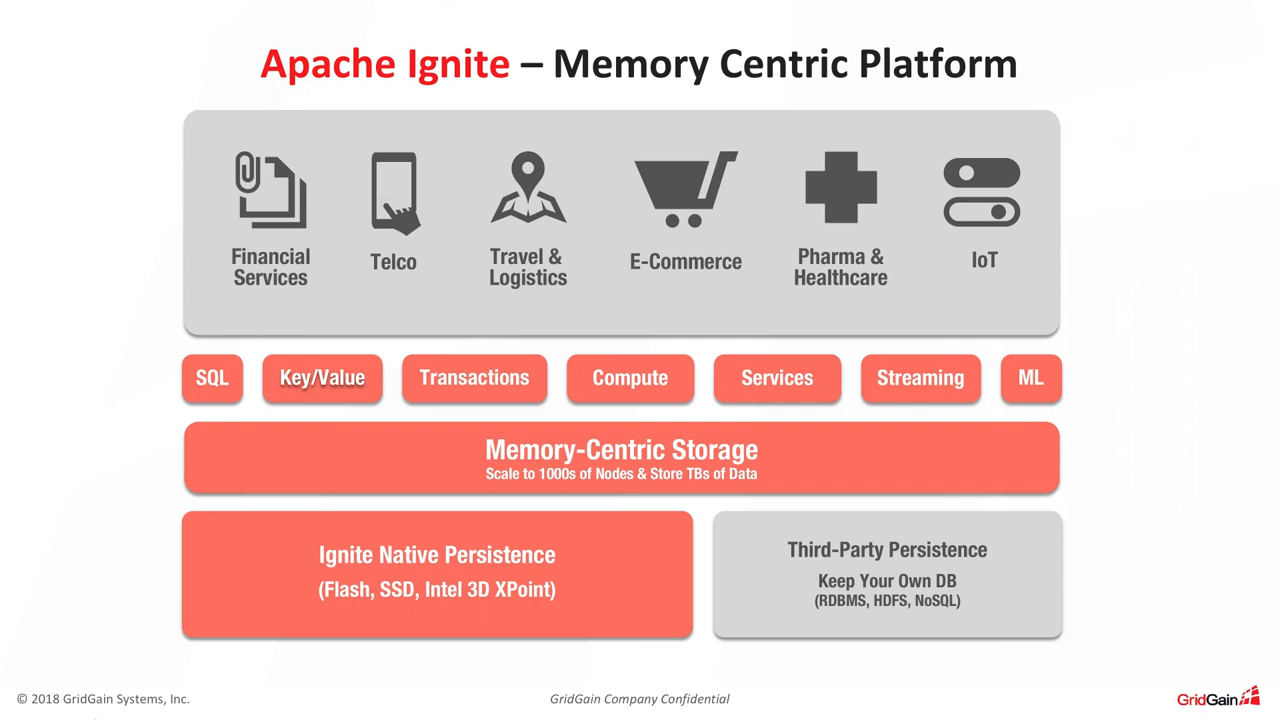 Apache Ignite – Memory Centric Platform
Financial
Services
Telco
Travel &
Logistics
E-Commerce
Pharma &
Healthcare
IoT
SQL
Key/Value
Transactions
Compute
Services
Streaming
ML
Memory-Centric Storage
Scale to 1000s of Nodes & Store TBs of Data
Ignite Native Persistence
(Flash, SSD, Intel 3D XPoint)
Third-Party Persistence
Keep Your Own DB
(RDBMS, HDFS, NoSQL)
© 2018 GridGain Systems, Inc.
GridGain Company Confidential
GridGain